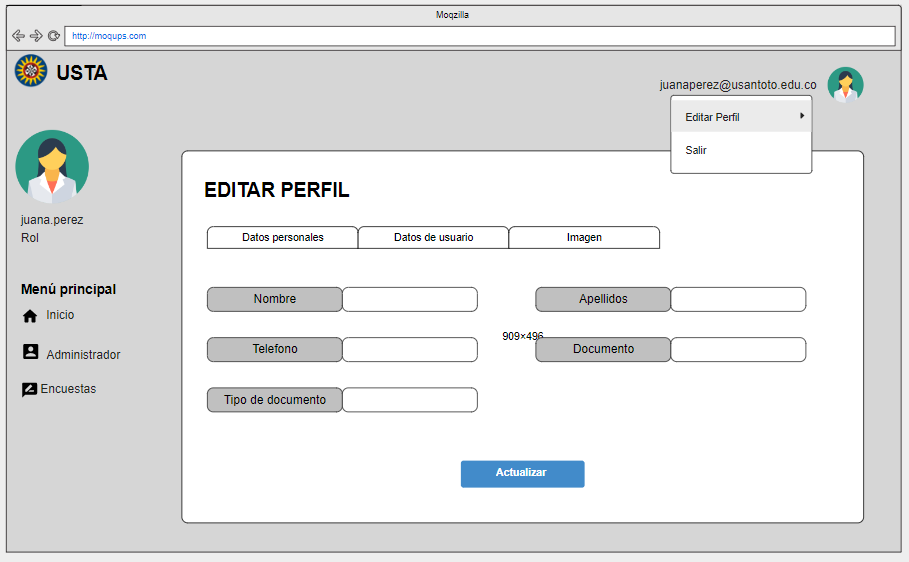 Moqzilla
http://moqups.com
USTA
juanaperez@usantoto.edu.co
Editar Perfil
Salir
juana.perez
Rol
Menú principal
Inicio
Administrador
Encuestas
EDITAR PERFIL
Datos personales Datos de usuario Imagen
Nombre Apellidos
909×496
Telefono Documento
Tipo de documento
Actualizar